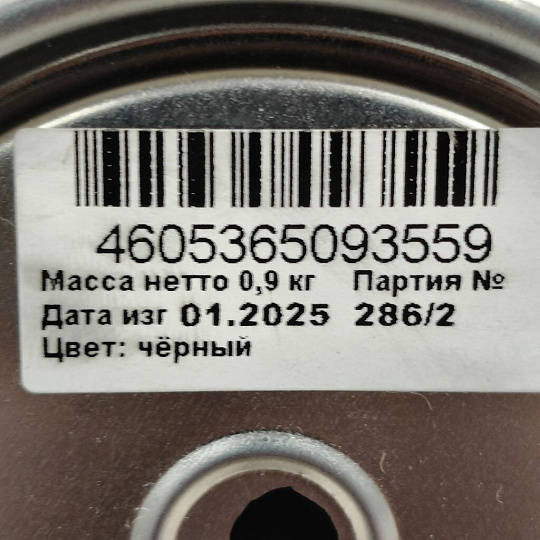 4605365093559
Масса нетто 0,9 кг Партия №
Дата изг 01.2025 286/2
Цвет: чёрный